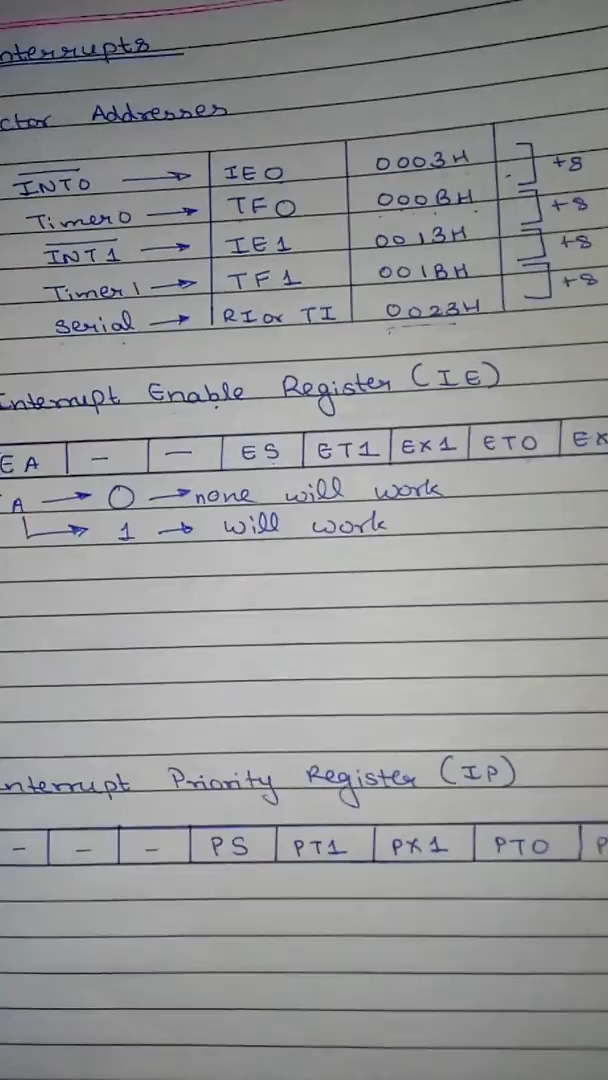 nterrupts
ctor Addresses
INT0 → IE0 0003H +8
Timer0 → TF0 000BH +8
INT1 → IE1 0013H +8
Timer1 → TF1 001BH +8
Serial → RI or TI 0023H
Interrupt Enable Register (IE)
EA - - ES ET1 EX1 ET0 EX
A → 0 → none will work
→ 1 → will work
nterrupt Priority Register (IP)
- - - PS PT1 PX1 PT0 P